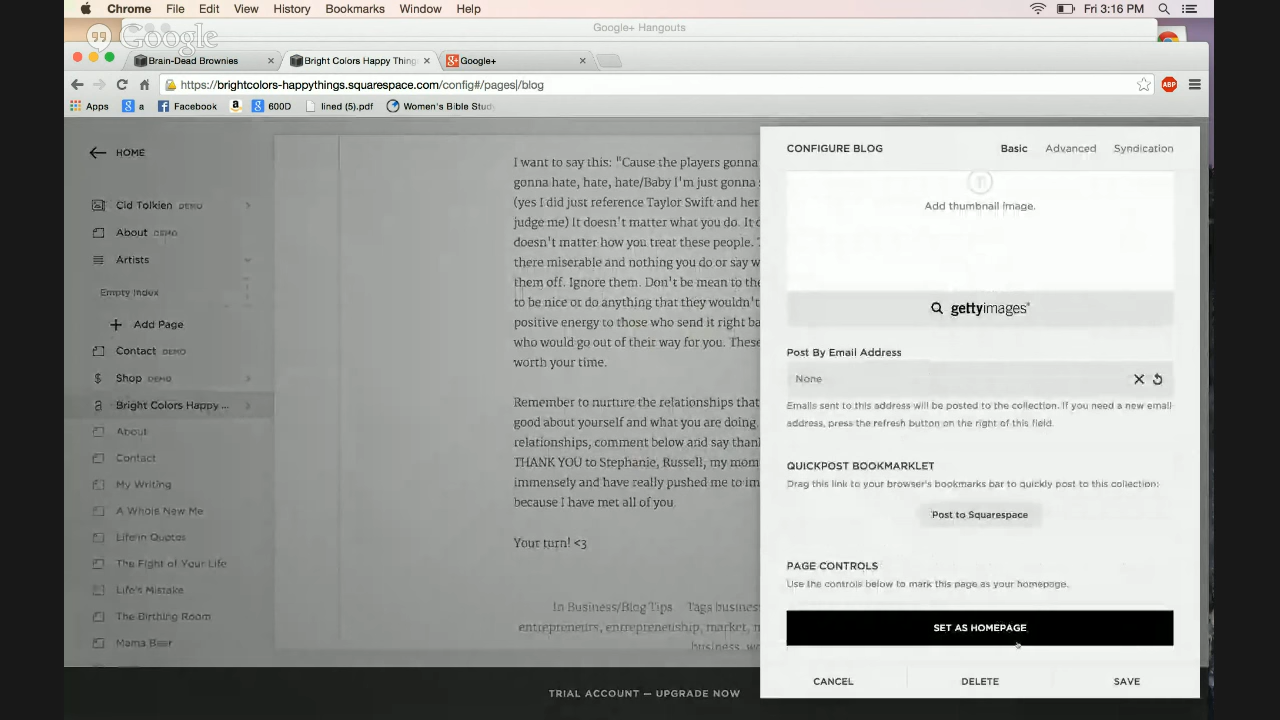 Chrome File Edit View History Bookmarks Window Help Fri 3:16 PM
Google+ Hangouts
Google
Brain-Dead Brownies
Bright Colors Happy Thing
Google+
https://brightcolors-happythings.squarespace.com/config#/pages|/blog
ABP
Apps a Facebook 600D lined (5).pdf Women's Bible Study
HOME
Cid Tolkien DEMO
About DEMO
Artists
Empty Index
Add Page
Contact DEMO
Shop DEMO
Bright Colors Happy ...
About
Contact
My Writing
A Whole New Me
Life in Quotes
The Fight of Your Life
Life's Mistake
The Birthing Room
Mama Bear
I want to say this: "Cause the players gonna
gonna hate, hate, hate/Baby I'm just gonna
(yes I did just reference Taylor Swift and her
judge me) It doesn't matter what you do. It
doesn't matter how you treat these people.
there miserable and nothing you do or say w
them off. Ignore them. Don't be mean to the
to be nice or do anything that they wouldn't
positive energy to those who send it right ba
who would go out of their way for you. These
worth your time.
Remember to nurture the relationships that
good about yourself and what you are doing
relationships, comment below and say than
THANK YOU to Stephanie, Russell, my mom
immensely and have really pushed me to im
because I have met all of you.
Your turn! <3
In Business/Blog Tips Tags busines
entrepreneurs, entrepreneurship, market, m
business, wo
CONFIGURE BLOG Basic Advanced Syndication
Add thumbnail image.
gettyimages®
Post By Email Address
None
Emails sent to this address will be posted to the collection. If you need a new email
address, press the refresh button on the right of this field.
QUICKPOST BOOKMARKLET
Drag this link to your browser's bookmarks bar to quickly post to this collection:
Post to Squarespace
PAGE CONTROLS
Use the controls below to mark this page as your homepage.
SET AS HOMEPAGE
CANCEL DELETE SAVE
TRIAL ACCOUNT — UPGRADE NOW